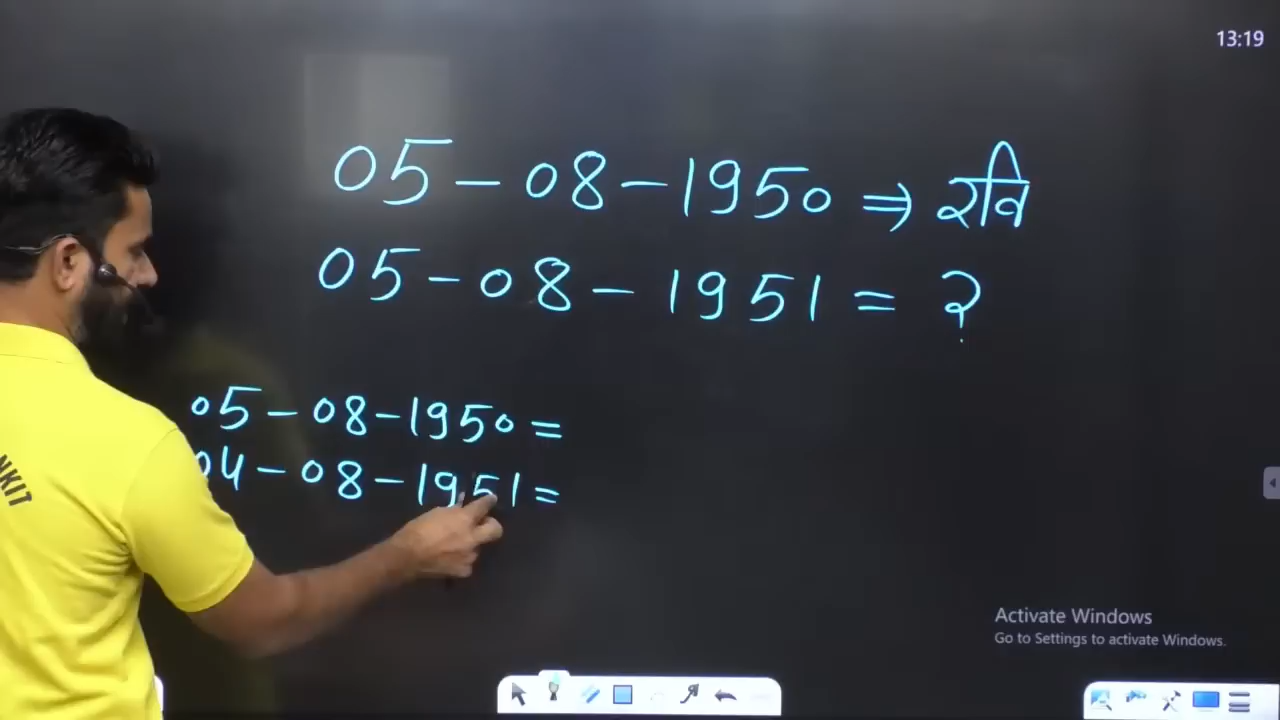 13:19
05-08-1950 ⇒ रवि
05-08-1951 = ?
05-08-1950 =
04-08-1951 =
NKIT
Activate Windows
Go to Settings to activate Windows.